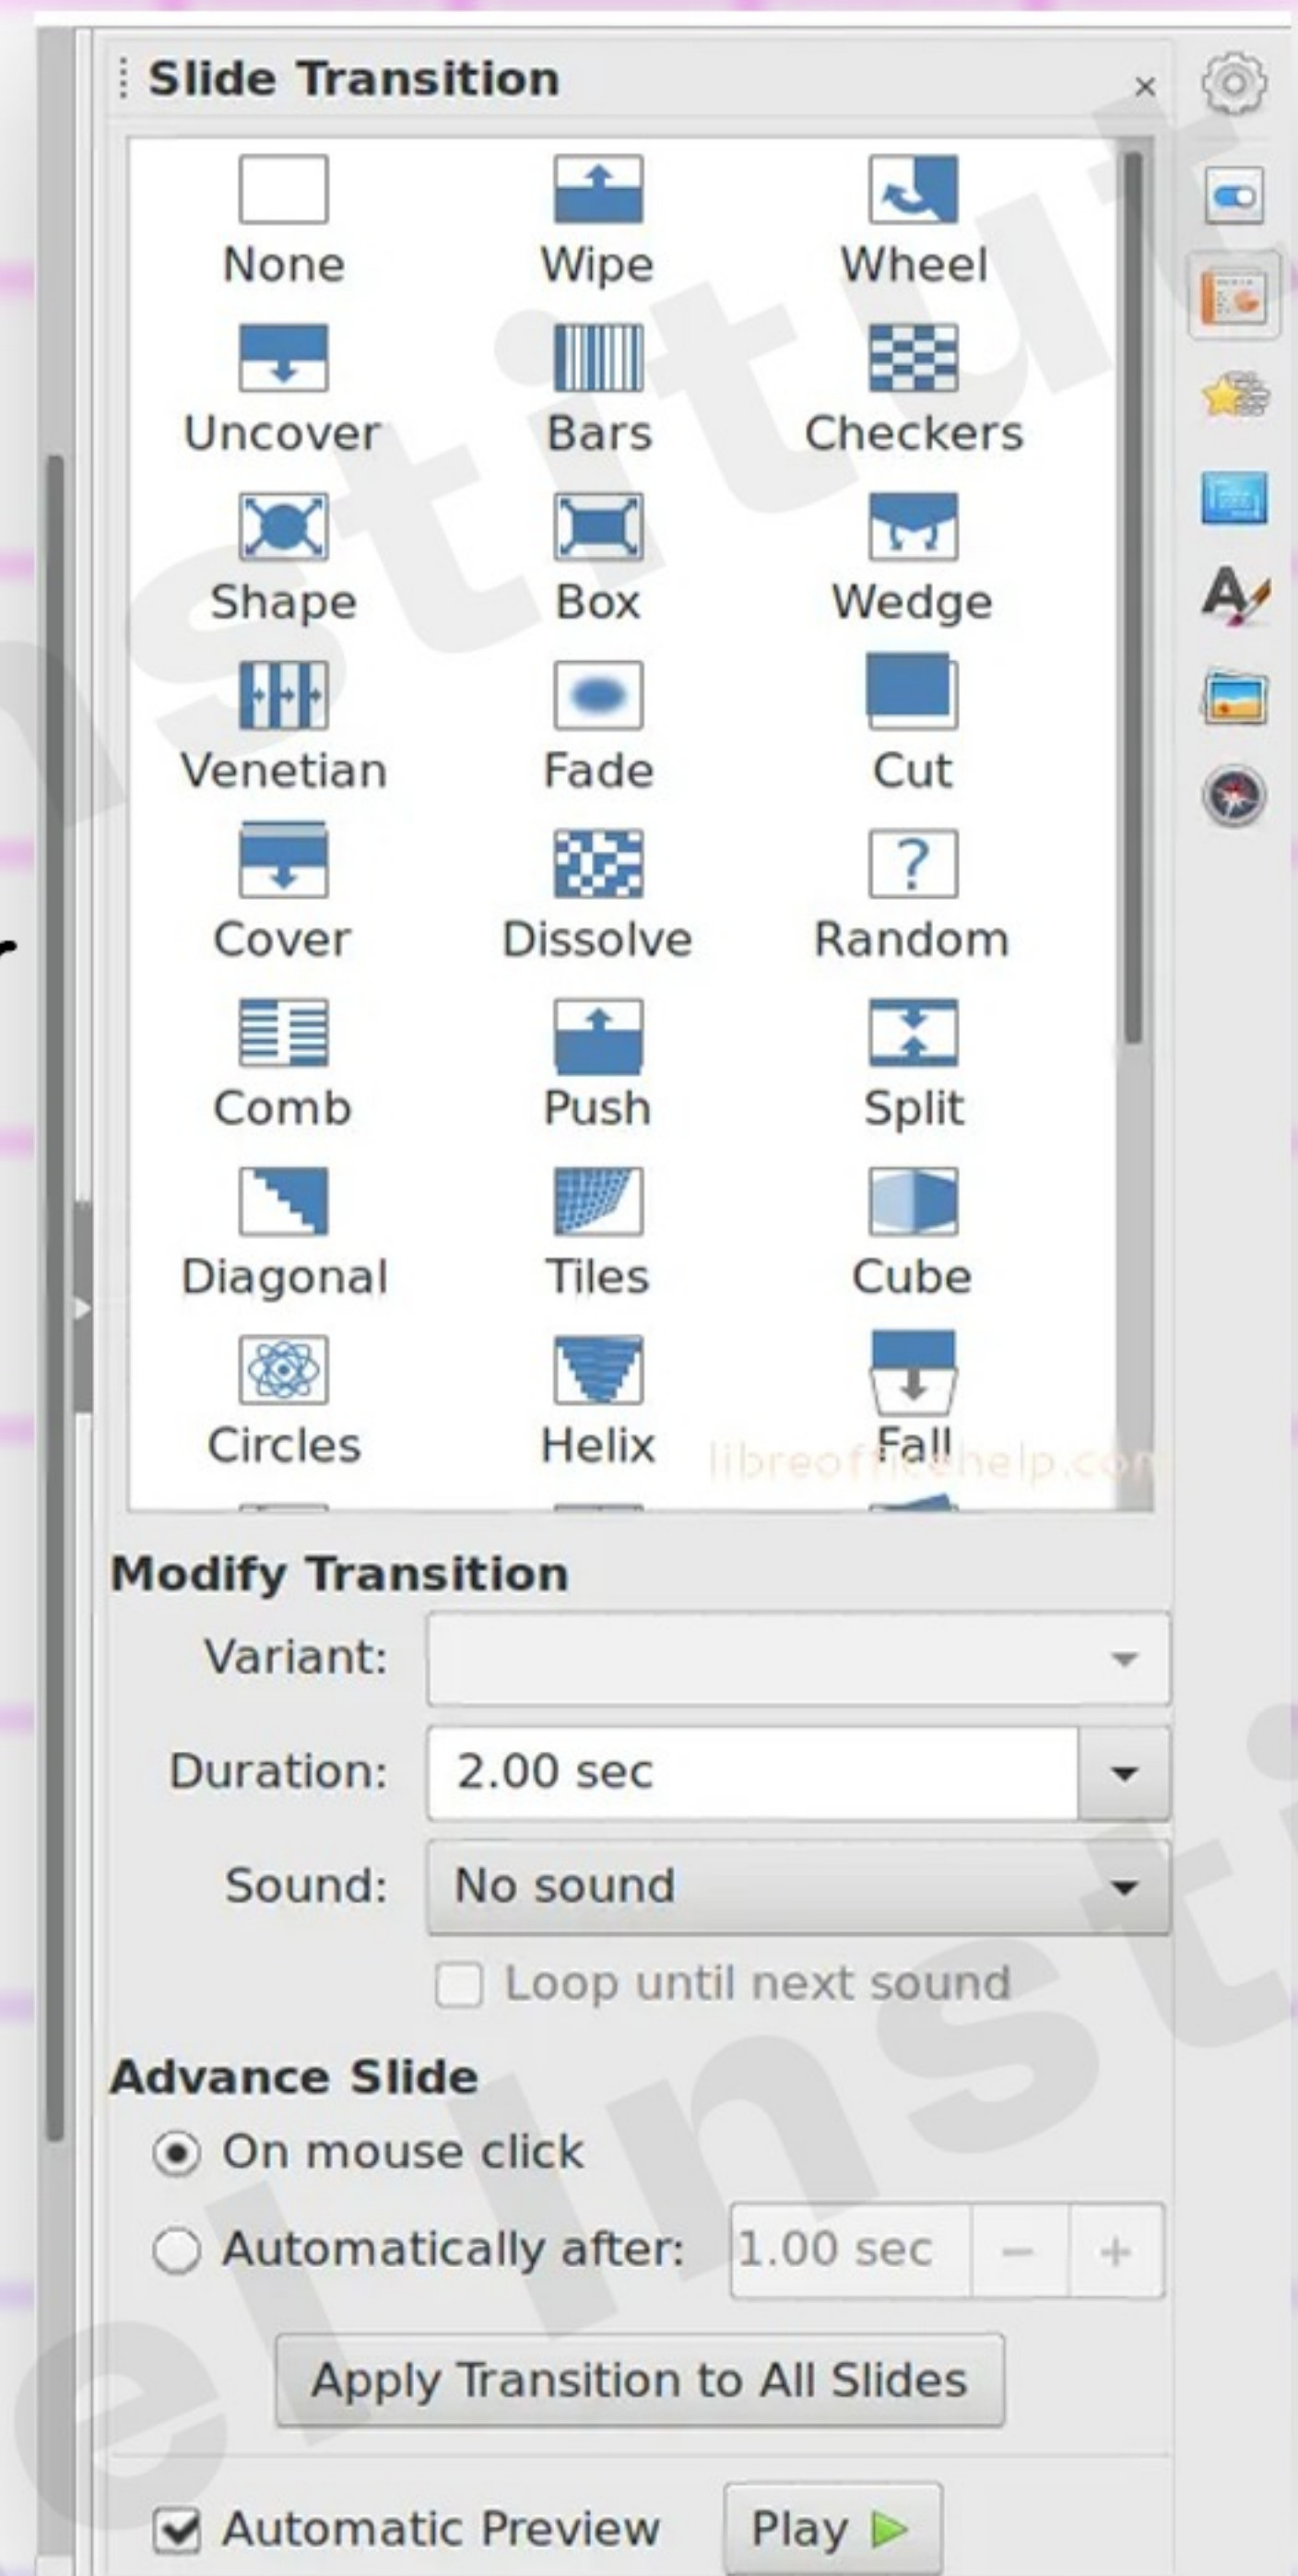 Slide Transition
None Wipe Wheel
Uncover Bars Checkers
Shape Box Wedge
Venetian Fade Cut
Cover Dissolve Random
Comb Push Split
Diagonal Tiles Cube
Circles Helix Fall
libreofficehelp.com
Modify Transition
Variant:
Duration: 2.00 sec
Sound: No sound
Loop until next sound
Advance Slide
On mouse click
Automatically after: 1.00 sec
Apply Transition to All Slides
Automatic Preview Play